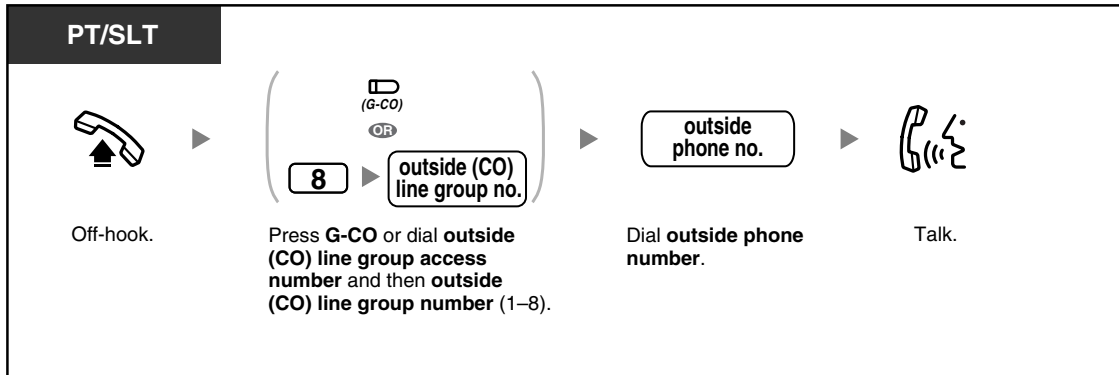 PT/SLT
(G-CO)
OR
8
outside (CO)
line group no.
outside
phone no.
Off-hook.
Press G-CO or dial outside
(CO) line group access
number and then outside
(CO) line group number (1–8).
Dial outside phone
number.
Talk.